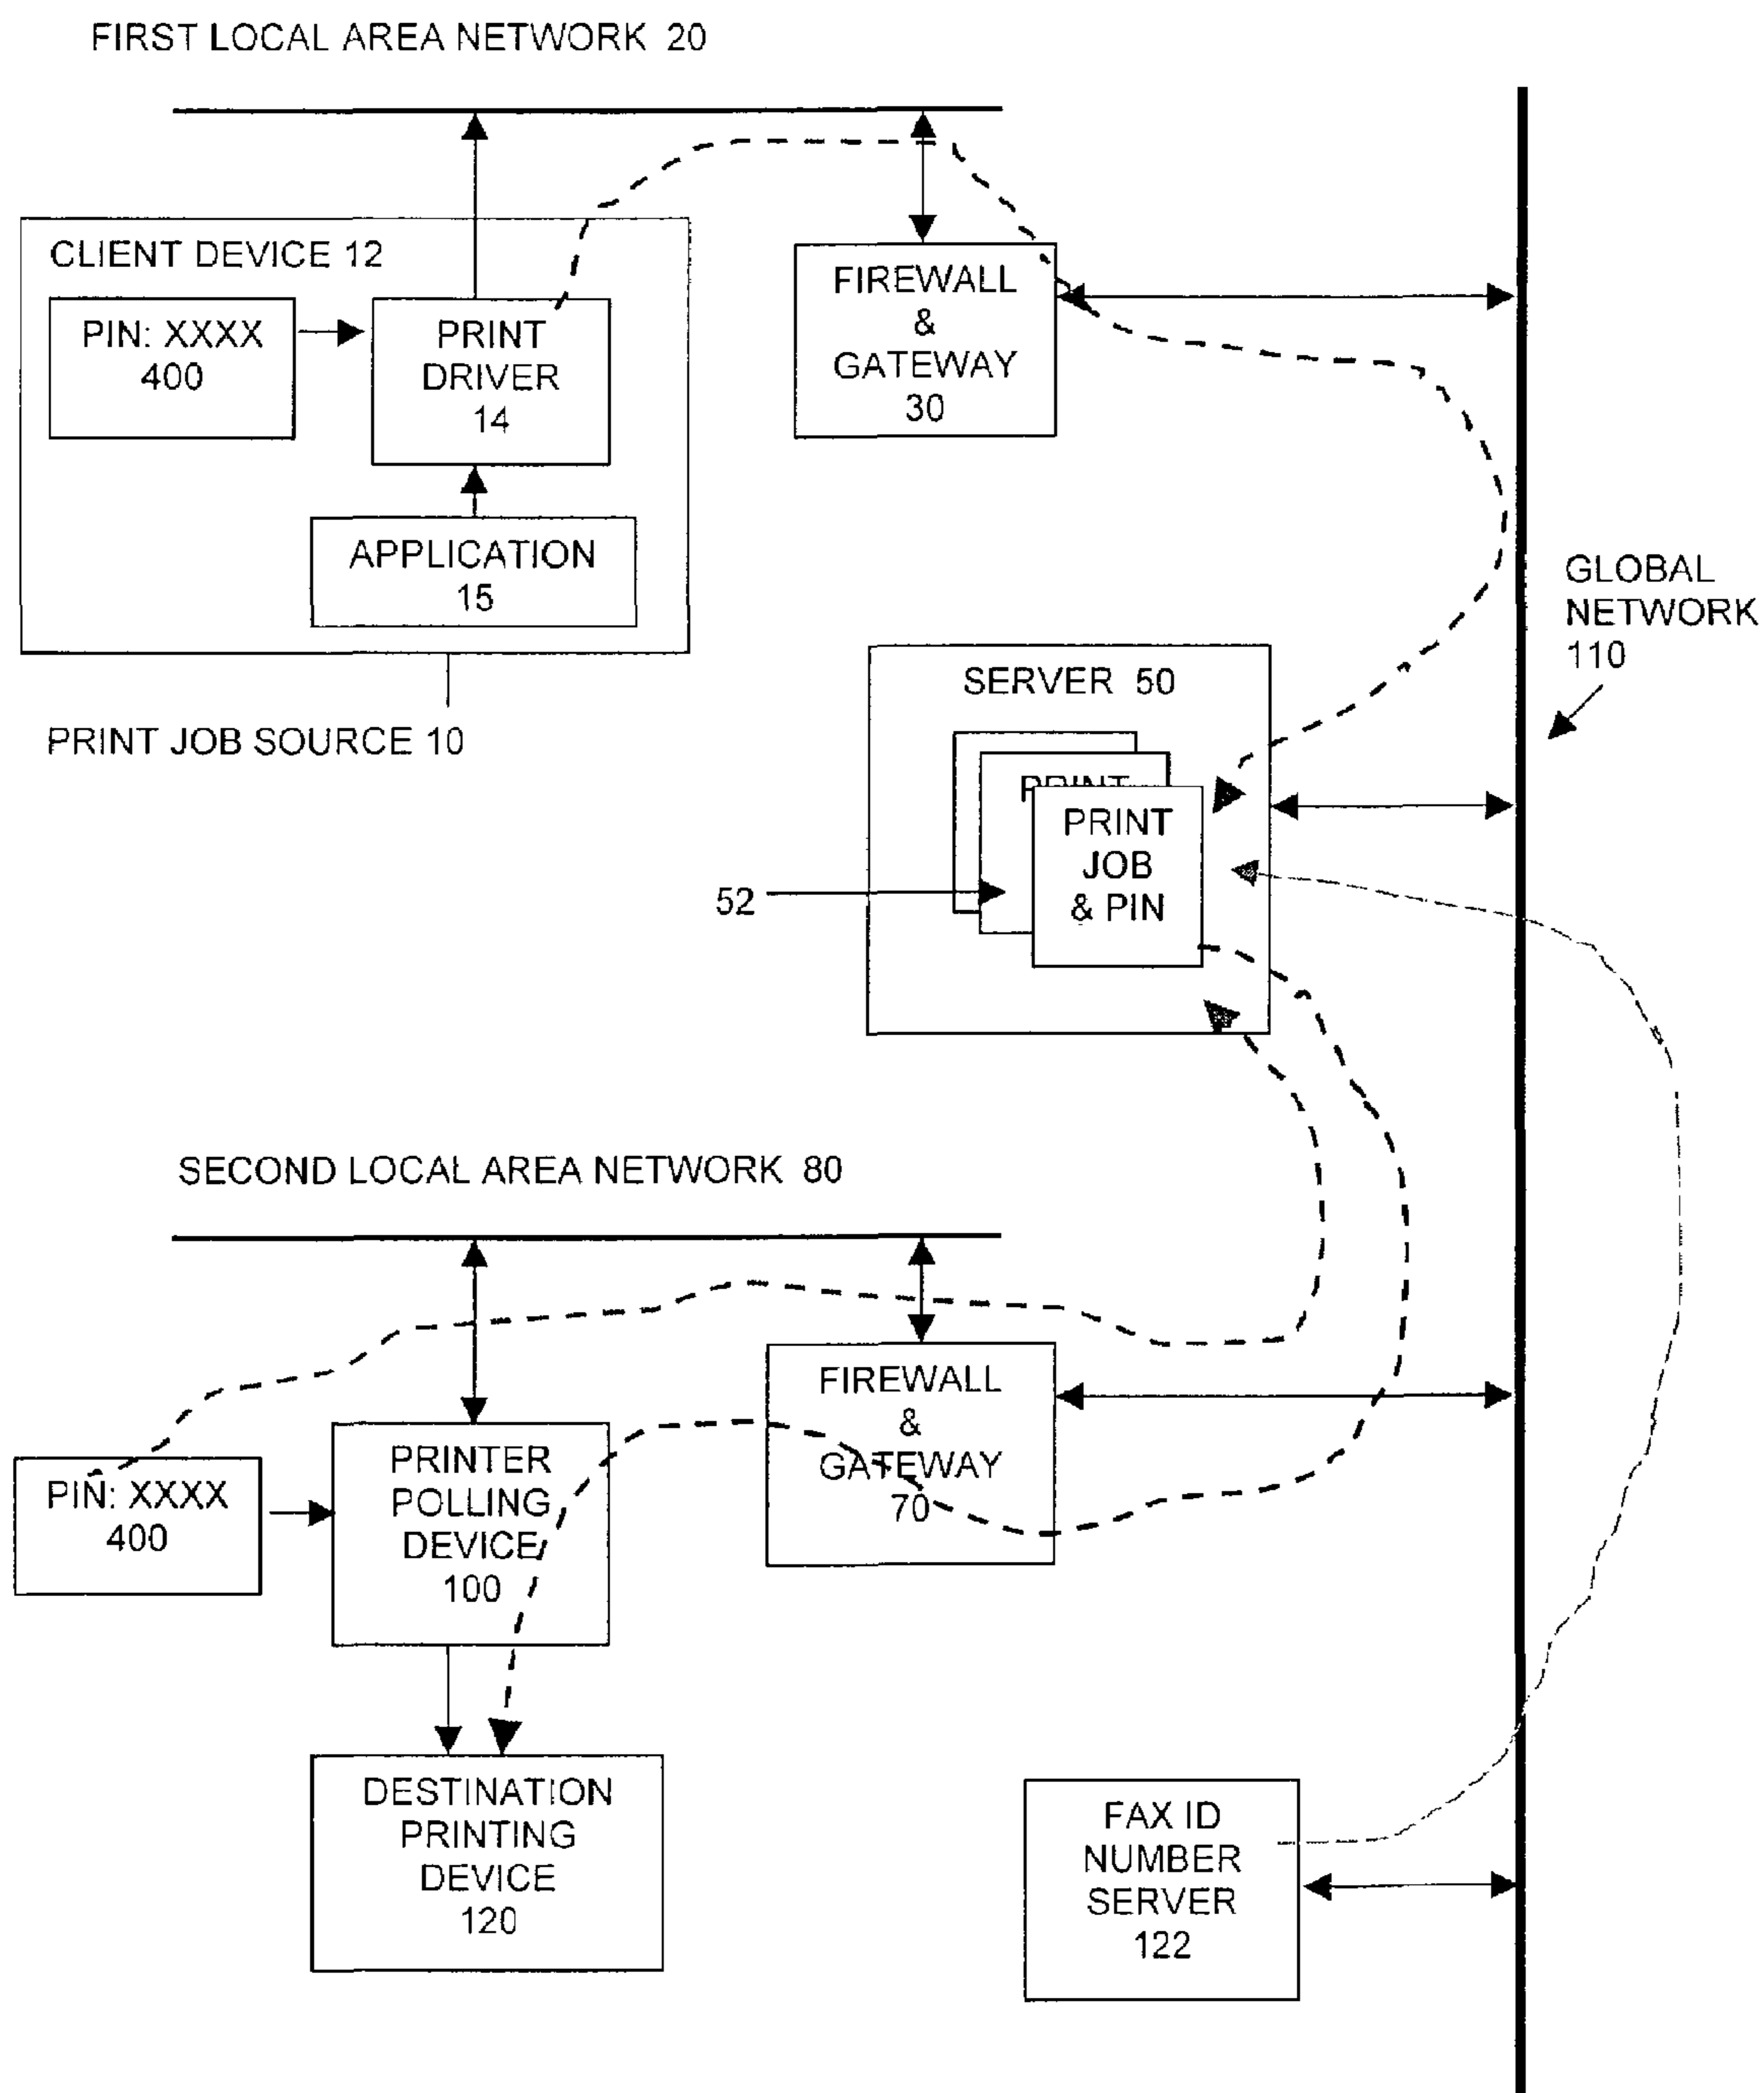 FIRST LOCAL AREA NETWORK 20
CLIENT DEVICE 12
PIN: XXXX
400
PRINT
DRIVER
14
APPLICATION
15
PRINT JOB SOURCE 10
FIREWALL
&
GATEWAY
30
GLOBAL
NETWORK
110
SERVER 50
PRINT
PRINT
JOB
& PIN
52
SECOND LOCAL AREA NETWORK 80
PIN: XXXX
400
PRINTER
POLLING
DEVICE
100
FIREWALL
&
GATEWAY
70
DESTINATION
PRINTING
DEVICE
120
FAX ID
NUMBER
SERVER
122